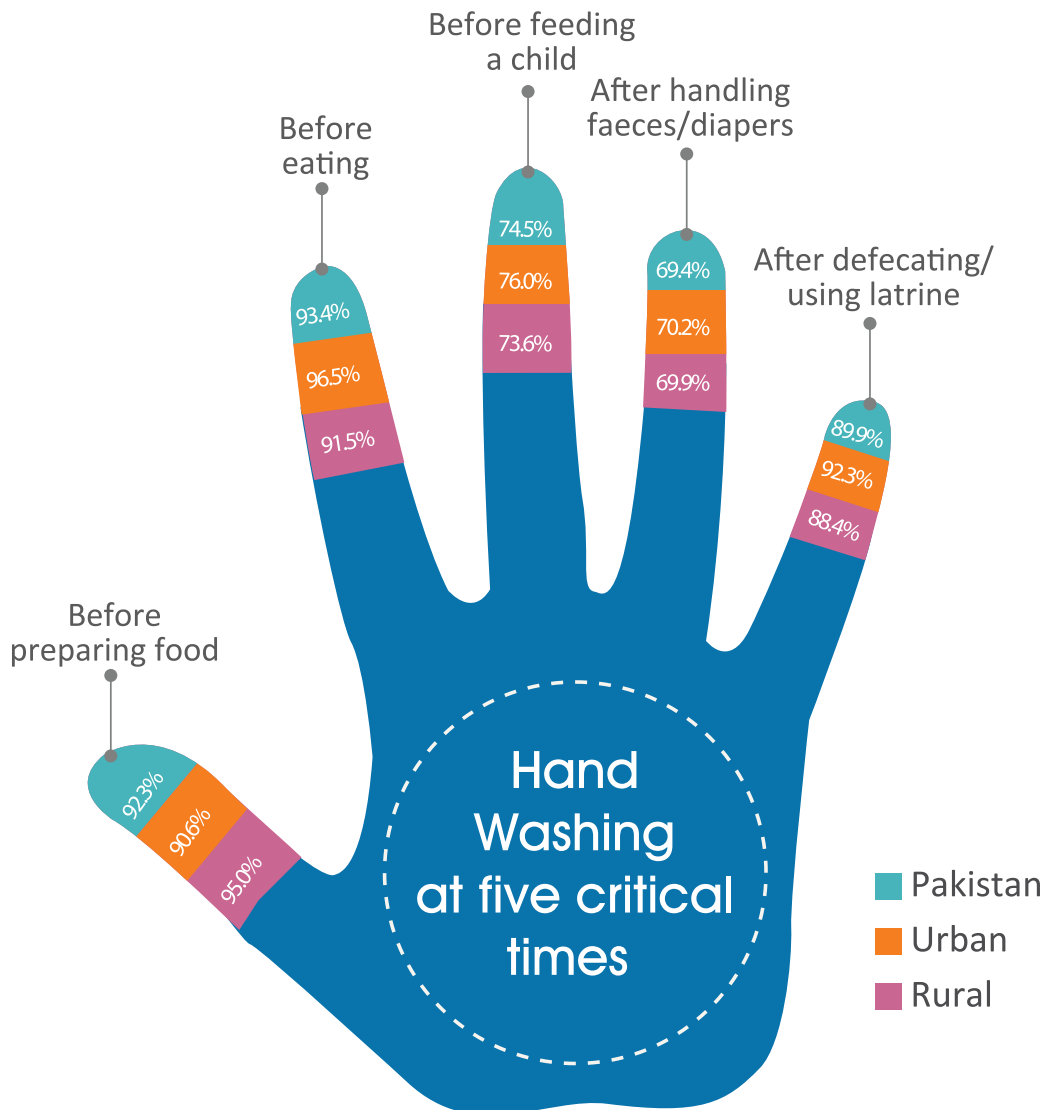 Before feeding
a child
After handling
faeces/diapers
Before
eating
After defecating/
using latrine
Before
preparing food
74.5%
76.0%
73.6%
69.4%
70.2%
69.9%
93.4%
96.5%
91.5%
89.9%
92.3%
88.4%
92.3%
90.6%
95.0%
Hand
Washing
at five critical
times
Pakistan
Urban
Rural